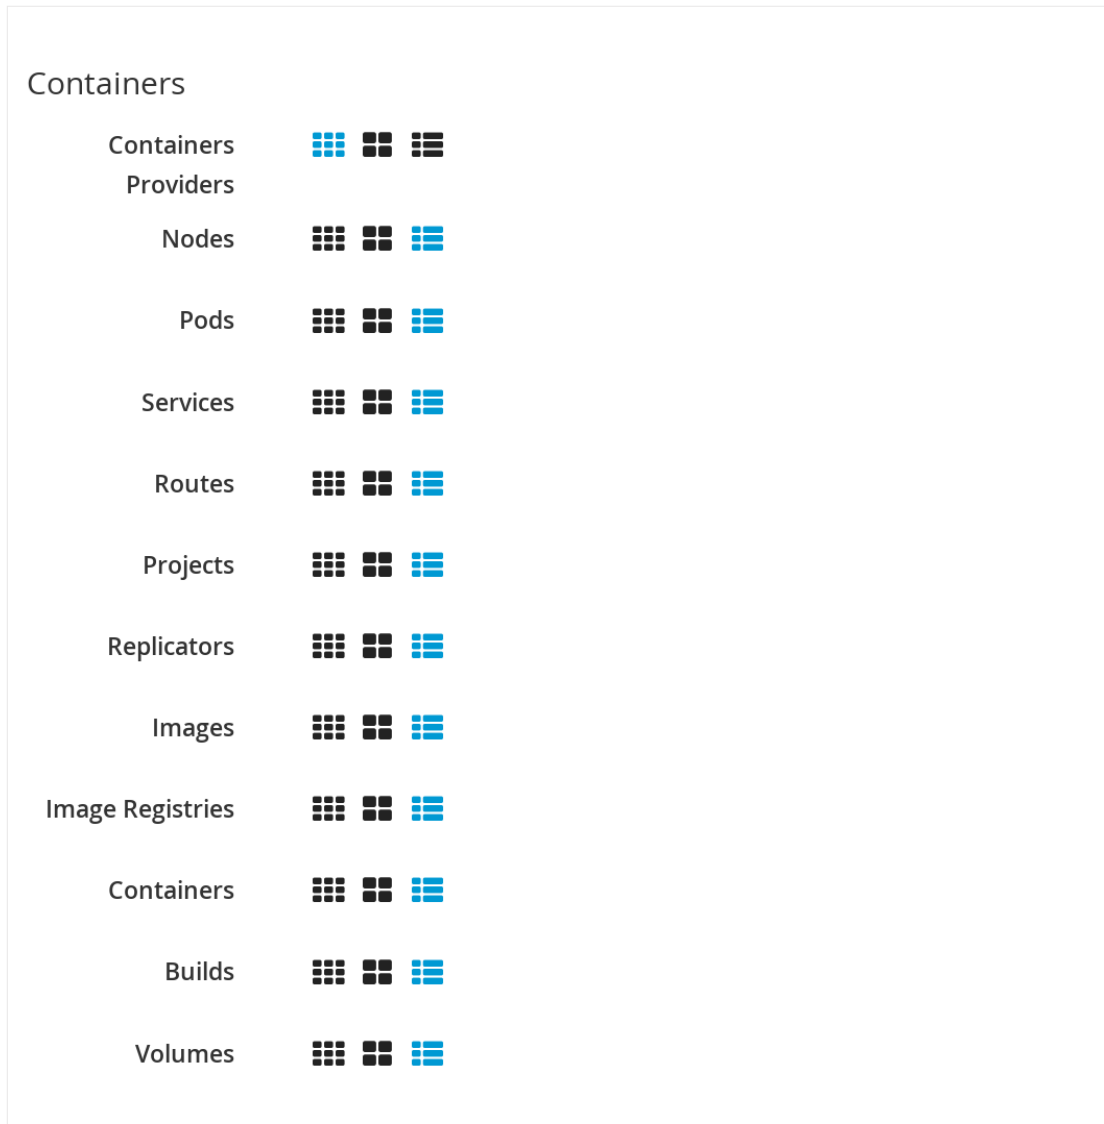 Containers
Containers
Providers
Nodes
Pods
Services
Routes
Projects
Replicators
Images
Image Registries
Containers
Builds
Volumes